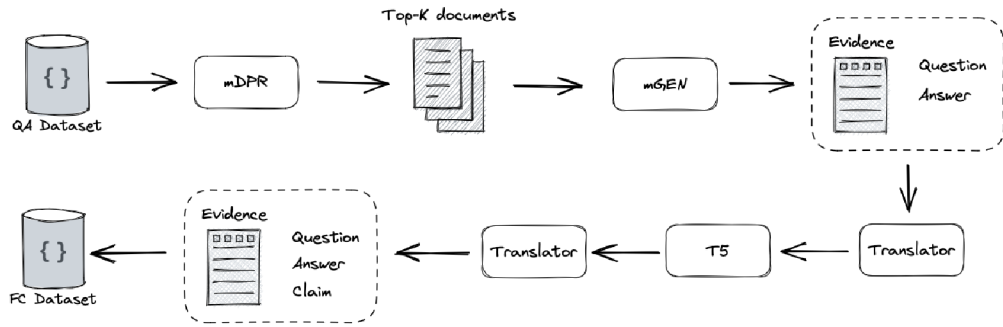 Top-K documents
{ }
QA Dataset
mDPR
mGEN
Evidence
Question
Answer
{ }
FC Dataset
Evidence
Question
Answer
Claim
Translator
T5
Translator